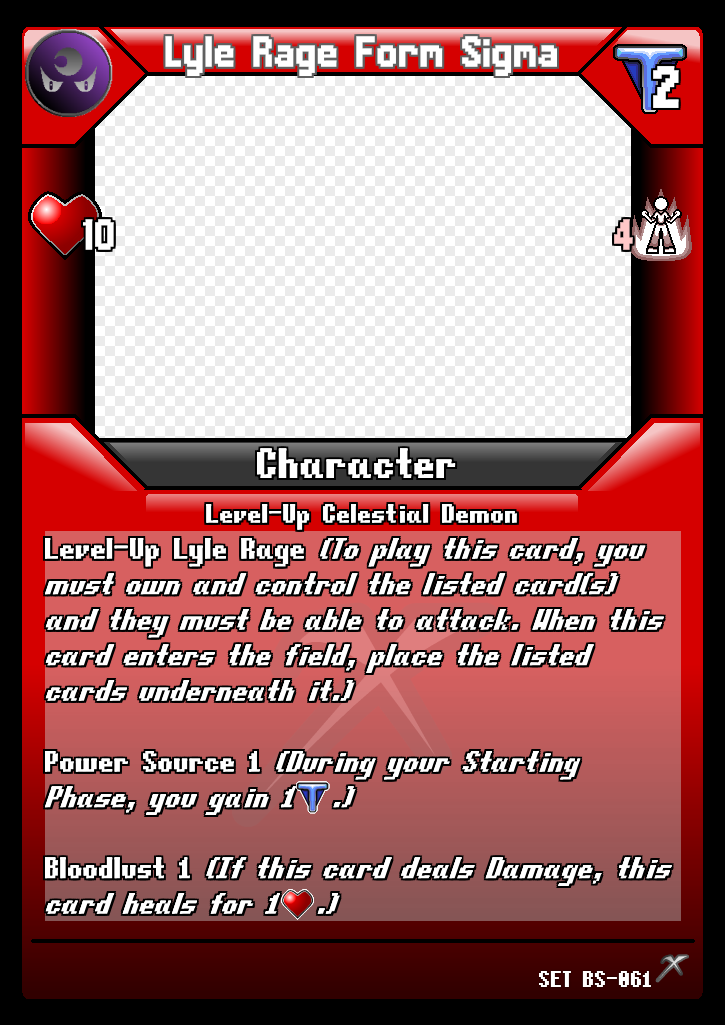 Lyle Rage Form Sigma
2
10
4
Character
Level-Up Celestial Demon
Level-Up Lyle Rage (To play this card, you
must own and control the listed card(s)
and they must be able to attack. When this
card enters the field, place the listed
cards underneath it.)
Power Source 1 (During your Starting
Phase, you gain 1 T .)
Bloodlust 1 (If this card deals Damage, this
card heals for 1 .)
SET BS-061